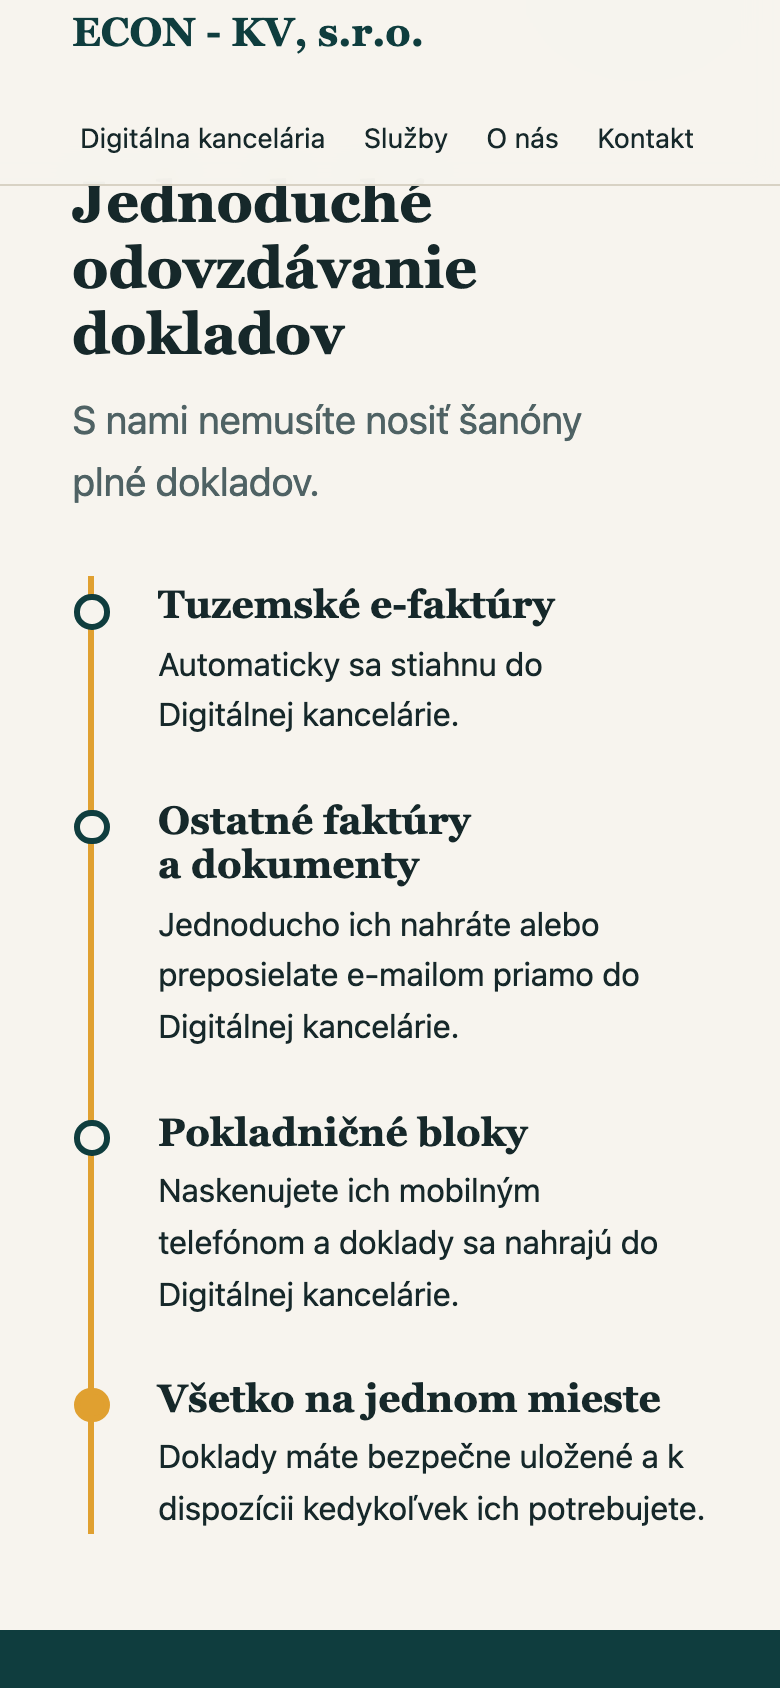 ECON - KV, s.r.o.
Digitálna kancelária Služby O nás Kontakt
Jednoduché
odovzdávanie
dokladov
S nami nemusíte nosiť šanóny
plné dokladov.
Tuzemské e-faktúry
Automaticky sa stiahnu do
Digitálnej kancelárie.
Ostatné faktúry
a dokumenty
Jednoducho ich nahráte alebo
preposielate e-mailom priamo do
Digitálnej kancelárie.
Pokladničné bloky
Naskenujete ich mobilným
telefónom a doklady sa nahrajú do
Digitálnej kancelárie.
Všetko na jednom mieste
Doklady máte bezpečne uložené a k
dispozícii kedykoľvek ich potrebujete.